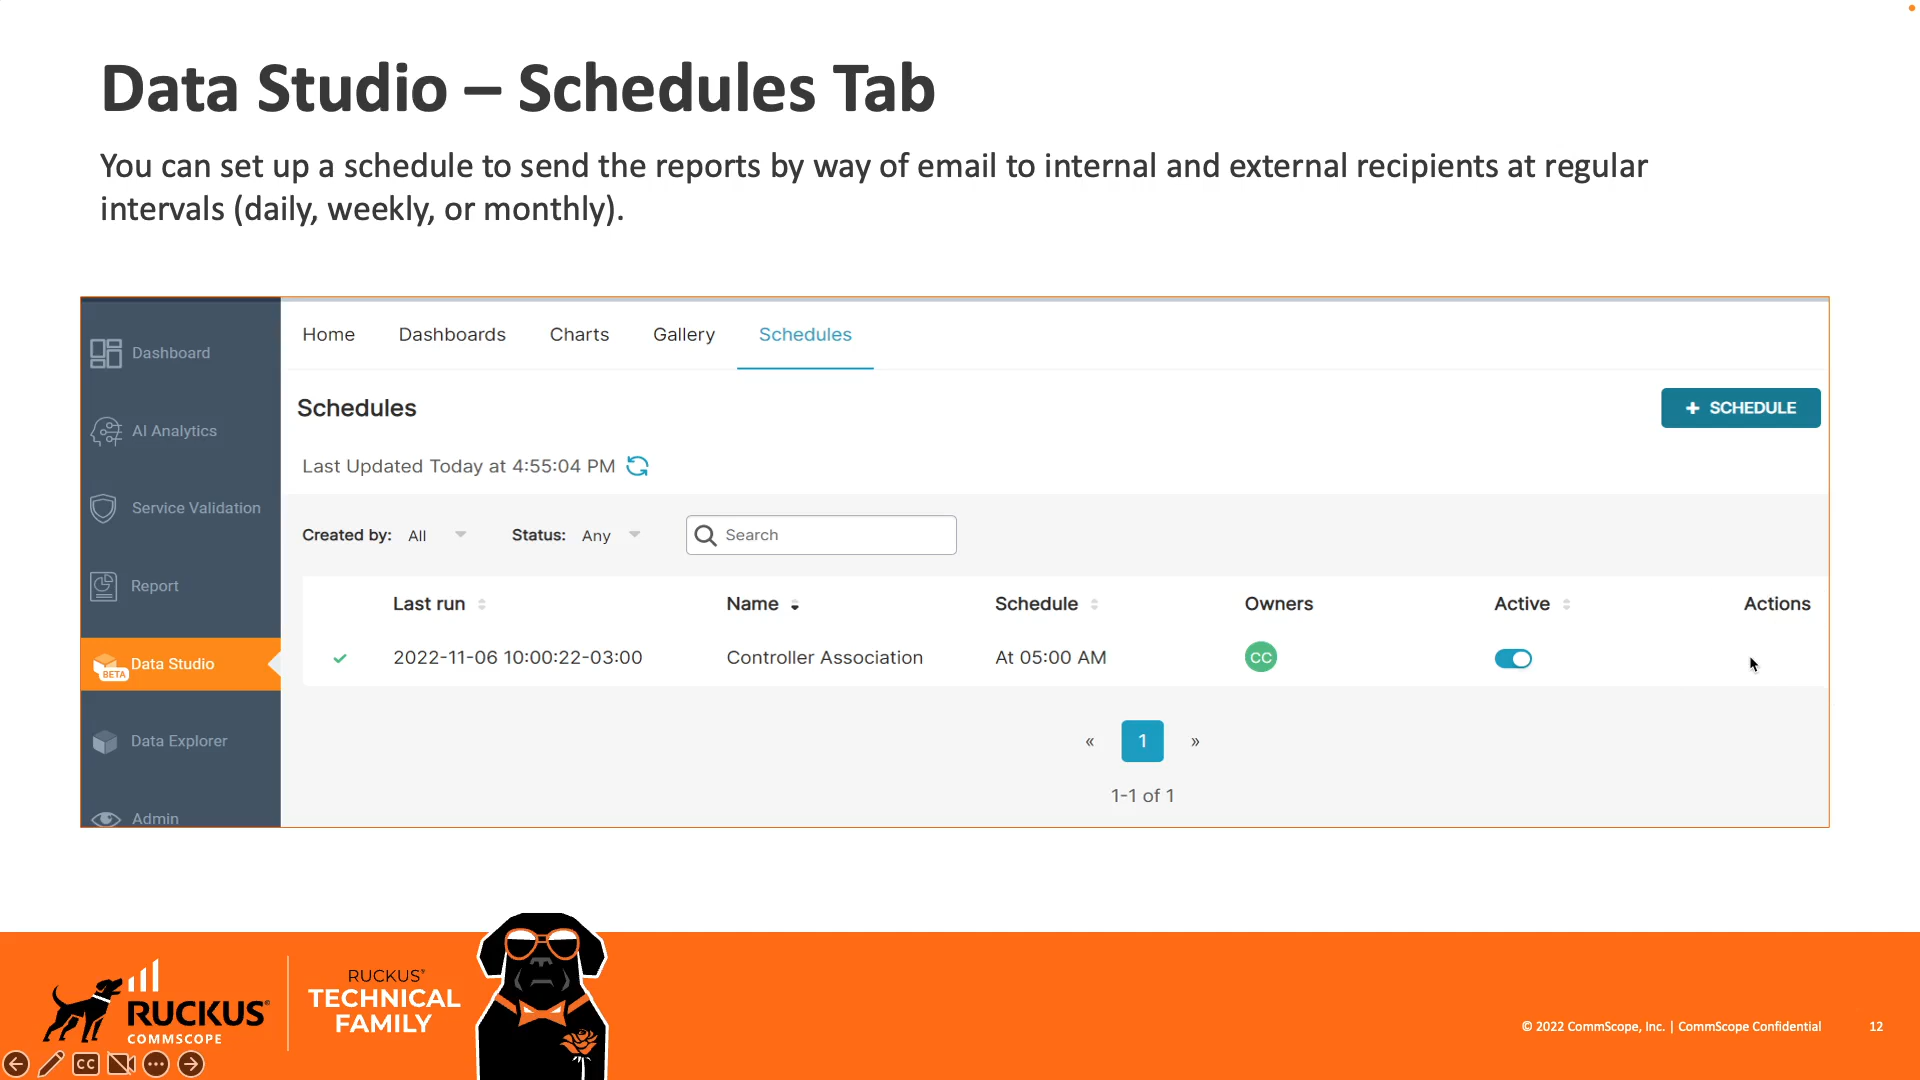 Data Studio – Schedules Tab
You can set up a schedule to send the reports by way of email to internal and external recipients at regular
intervals (daily, weekly, or monthly).
Home Dashboards Charts Gallery Schedules
Dashboard
AI Analytics
Service Validation
Report
Data Studio
BETA
Data Explorer
Admin
Schedules
+ SCHEDULE
Last Updated Today at 4:55:04 PM
Created by: All Status: Any Search
Last run Name Schedule Owners Active Actions
2022-11-06 10:00:22-03:00 Controller Association At 05:00 AM CC
« 1 »
1-1 of 1
RUCKUS®
COMMSCOPE
RUCKUS®
TECHNICAL
FAMILY
© 2022 CommScope, Inc. | CommScope Confidential 12
CC